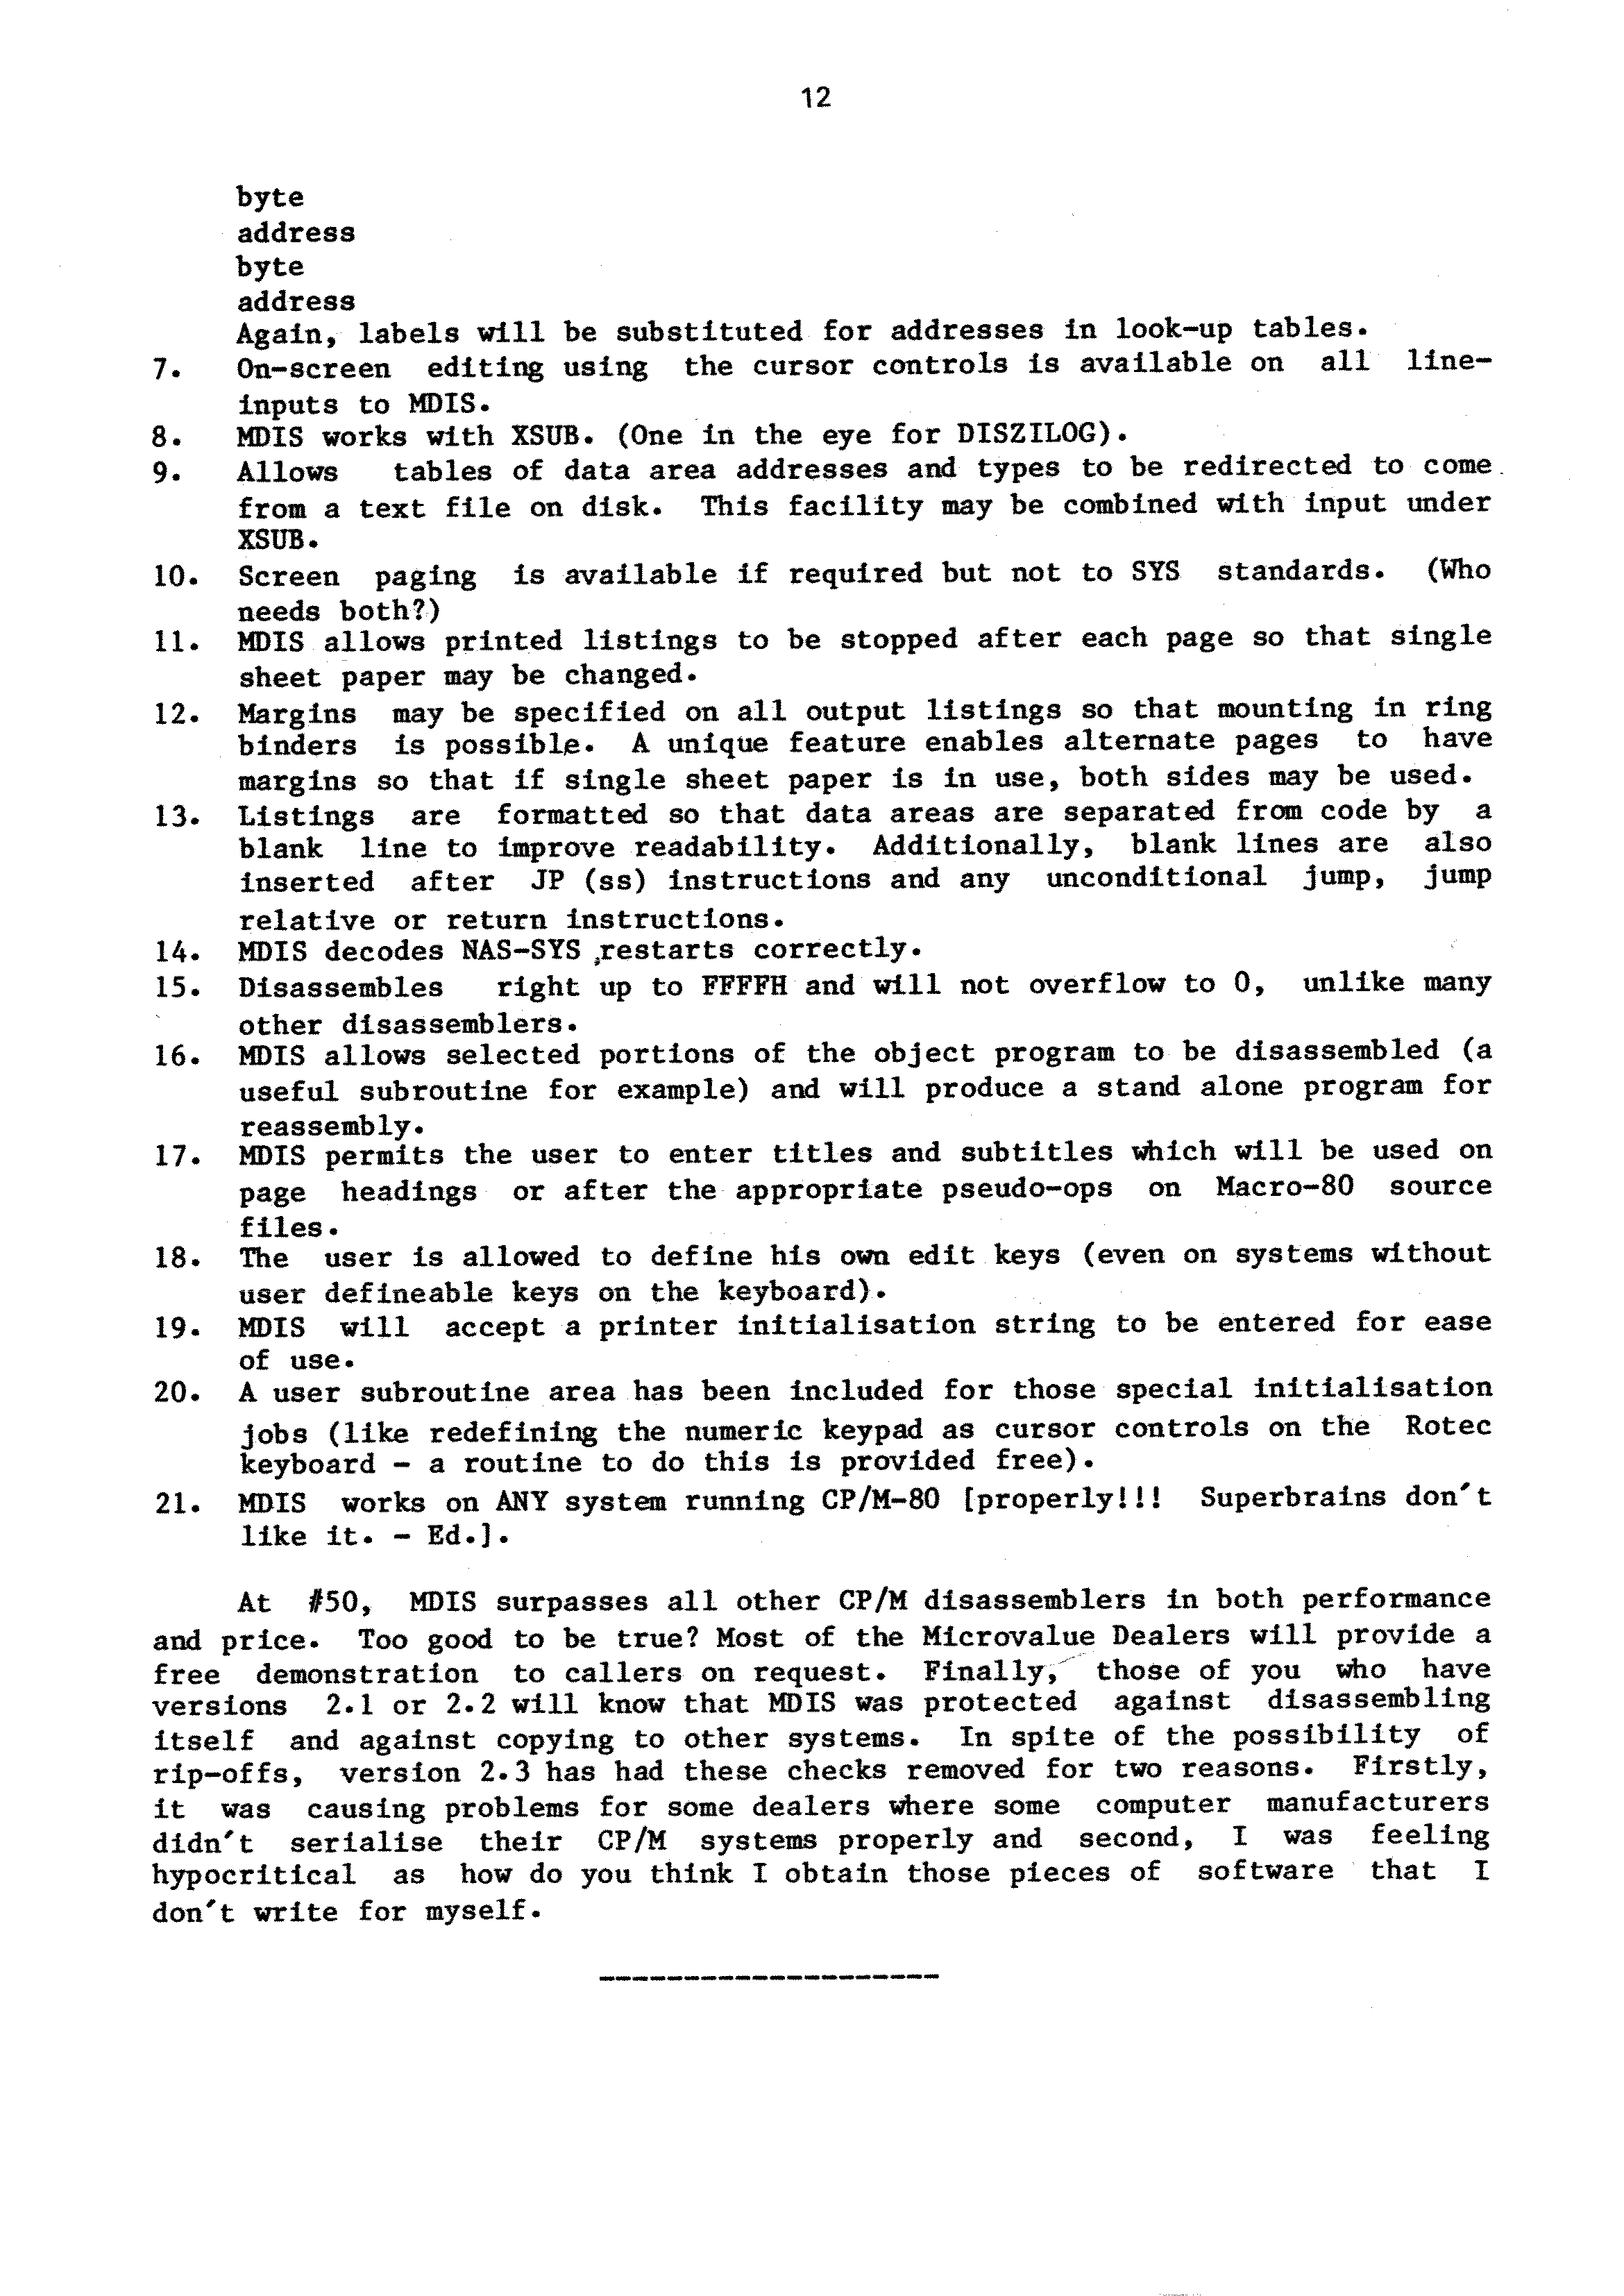 12
byte
address
byte
address
Again, labels will be substituted for addresses in look-up tables.
7. On-screen editing using the cursor controls is available on all line-
inputs to MDIS.
8. MDIS works with XSUB. (One in the eye for DISZILOG).
9. Allows tables of data area addresses and types to be redirected to come
from a text file on disk. This facility may be combined with input under
XSUB.
10. Screen paging is available if required but not to SYS standards. (Who
needs both?)
11. MDIS allows printed listings to be stopped after each page so that single
sheet paper may be changed.
12. Margins may be specified on all output listings so that mounting in ring
binders is possible. A unique feature enables alternate pages to have
margins so that if single sheet paper is in use, both sides may be used.
13. Listings are formatted so that data areas are separated from code by a
blank line to improve readability. Additionally, blank lines are also
inserted after JP (ss) instructions and any unconditional jump, jump
relative or return instructions.
14. MDIS decodes NAS-SYS restarts correctly.
15. Disassembles right up to FFFFH and will not overflow to 0, unlike many
other disassemblers.
16. MDIS allows selected portions of the object program to be disassembled (a
useful subroutine for example) and will produce a stand alone program for
reassembly.
17. MDIS permits the user to enter titles and subtitles which will be used on
page headings or after the appropriate pseudo-ops on Macro-80 source
files.
18. The user is allowed to define his own edit keys (even on systems without
user defineable keys on the keyboard).
19. MDIS will accept a printer initialisation string to be entered for ease
of use.
20. A user subroutine area has been included for those special initialisation
jobs (like redefining the numeric keypad as cursor controls on the Rotec
keyboard - a routine to do this is provided free).
21. MDIS works on ANY system running CP/M-80 [properly!!! Superbrains don't
like it. - Ed.].
At #50, MDIS surpasses all other CP/M disassemblers in both performance
and price. Too good to be true? Most of the Microvalue Dealers will provide a
free demonstration to callers on request. Finally, those of you who have
versions 2.1 or 2.2 will know that MDIS was protected against disassembling
itself and against copying to other systems. In spite of the possibility of
rip-offs, version 2.3 has had these checks removed for two reasons. Firstly,
it was causing problems for some dealers where some computer manufacturers
didn't serialise their CP/M systems properly and second, I was feeling
hypocritical as how do you think I obtain those pieces of software that I
don't write for myself.
--------------------